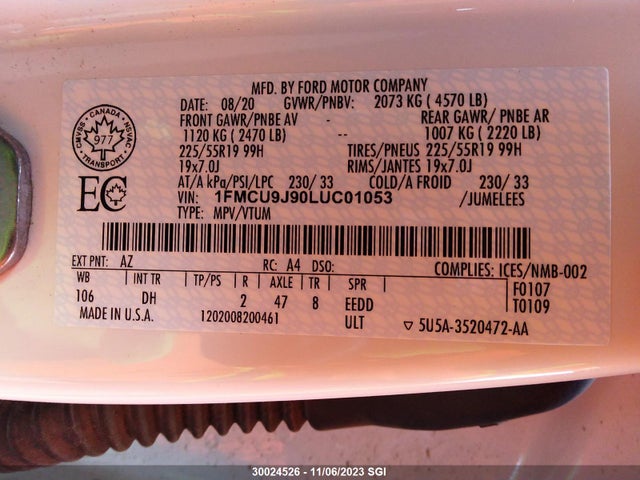 MFD. BY FORD MOTOR COMPANY
DATE: 08/20 GVWR/PNBV: 2073 KG ( 4570 LB)
FRONT GAWR/PNBE AV - REAR GAWR/ PNBE AR
1120 KG ( 2470 LB) -- 1007 KG ( 2220 LB)
225/55R19 99H TIRES/PNEUS 225/55R19 99H
19x7.0J RIMS/JANTES 19x7.0J
AT/A kPa/PSI/LPC 230/ 33 COLD/A FROID 230/ 33
VIN: 1FMCU9J90LUC01053 /JUMELEES
TYPE: MPV/VTUM
CMVSS CANADA NSVAC
977
TRANSPORT
EC
EXT PNT: AZ RC: A4 DSO: COMPLIES: ICES/NMB-002
WB INT TR TP/PS R AXLE TR SPR F0107
106 DH 2 47 8 EEDD T0109
MADE IN U.S.A. 1202008200461 ULT ▽ 5U5A-3520472-AA
30024526 - 11/06/2023 SGI